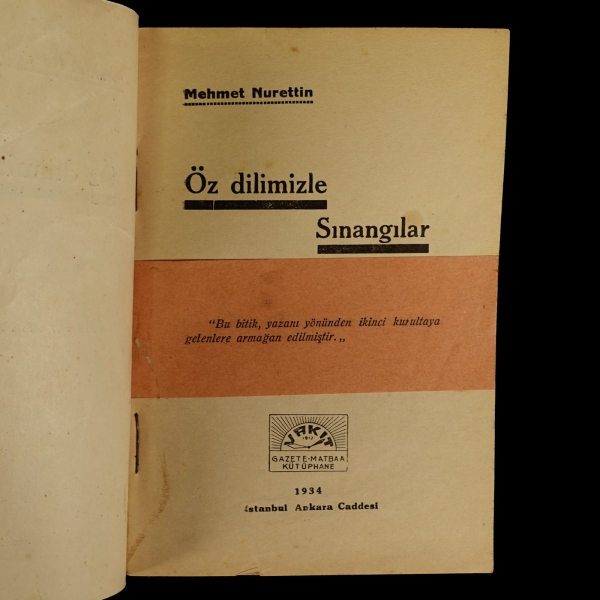 Mehmet Nurettin
Öz dilimizle
Sınangılar
"Bu bitik, yazanı yönünden ikinci kurultaya
gelenlere armağan edilmiştir.„
VAKIT
1917
GAZETE-MATBAA
KÜTÜPHANE
1934
İstanbul Ankara Caddesi